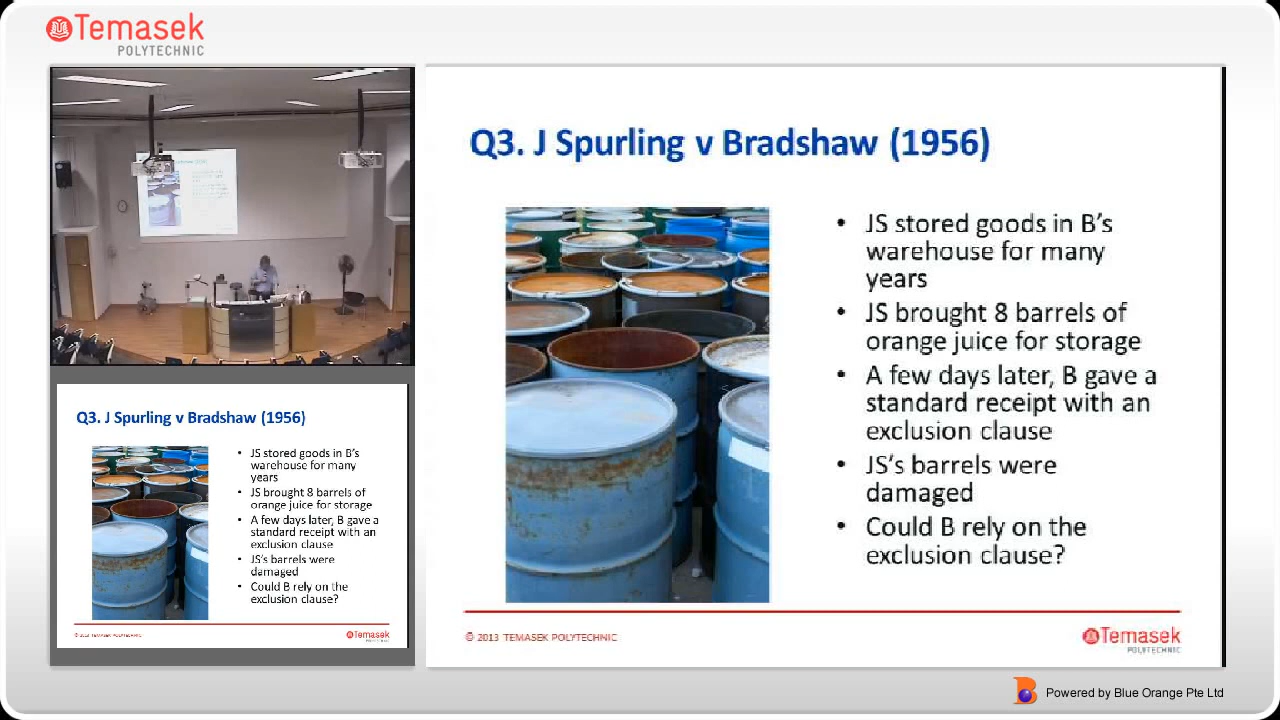 Temasek
POLYTECHNIC
Q3. J Spurling v Bradshaw (1956)
• JS stored goods in B's
warehouse for many
years
• JS brought 8 barrels of
orange juice for storage
• A few days later, B gave a
standard receipt with an
exclusion clause
• JS's barrels were
damaged
• Could B rely on the
exclusion clause?
© 2013 TEMASEK POLYTECHNIC
Temasek
POLYTECHNIC
Q3. J Spurling v Bradshaw (1956)
• JS stored goods in B's
warehouse for many
years
• JS brought 8 barrels of
orange juice for storage
• A few days later, B gave a
standard receipt with an
exclusion clause
• JS's barrels were
damaged
• Could B rely on the
exclusion clause?
© 2013 TEMASEK POLYTECHNIC
Temasek
POLYTECHNIC
Powered by Blue Orange Pte Ltd